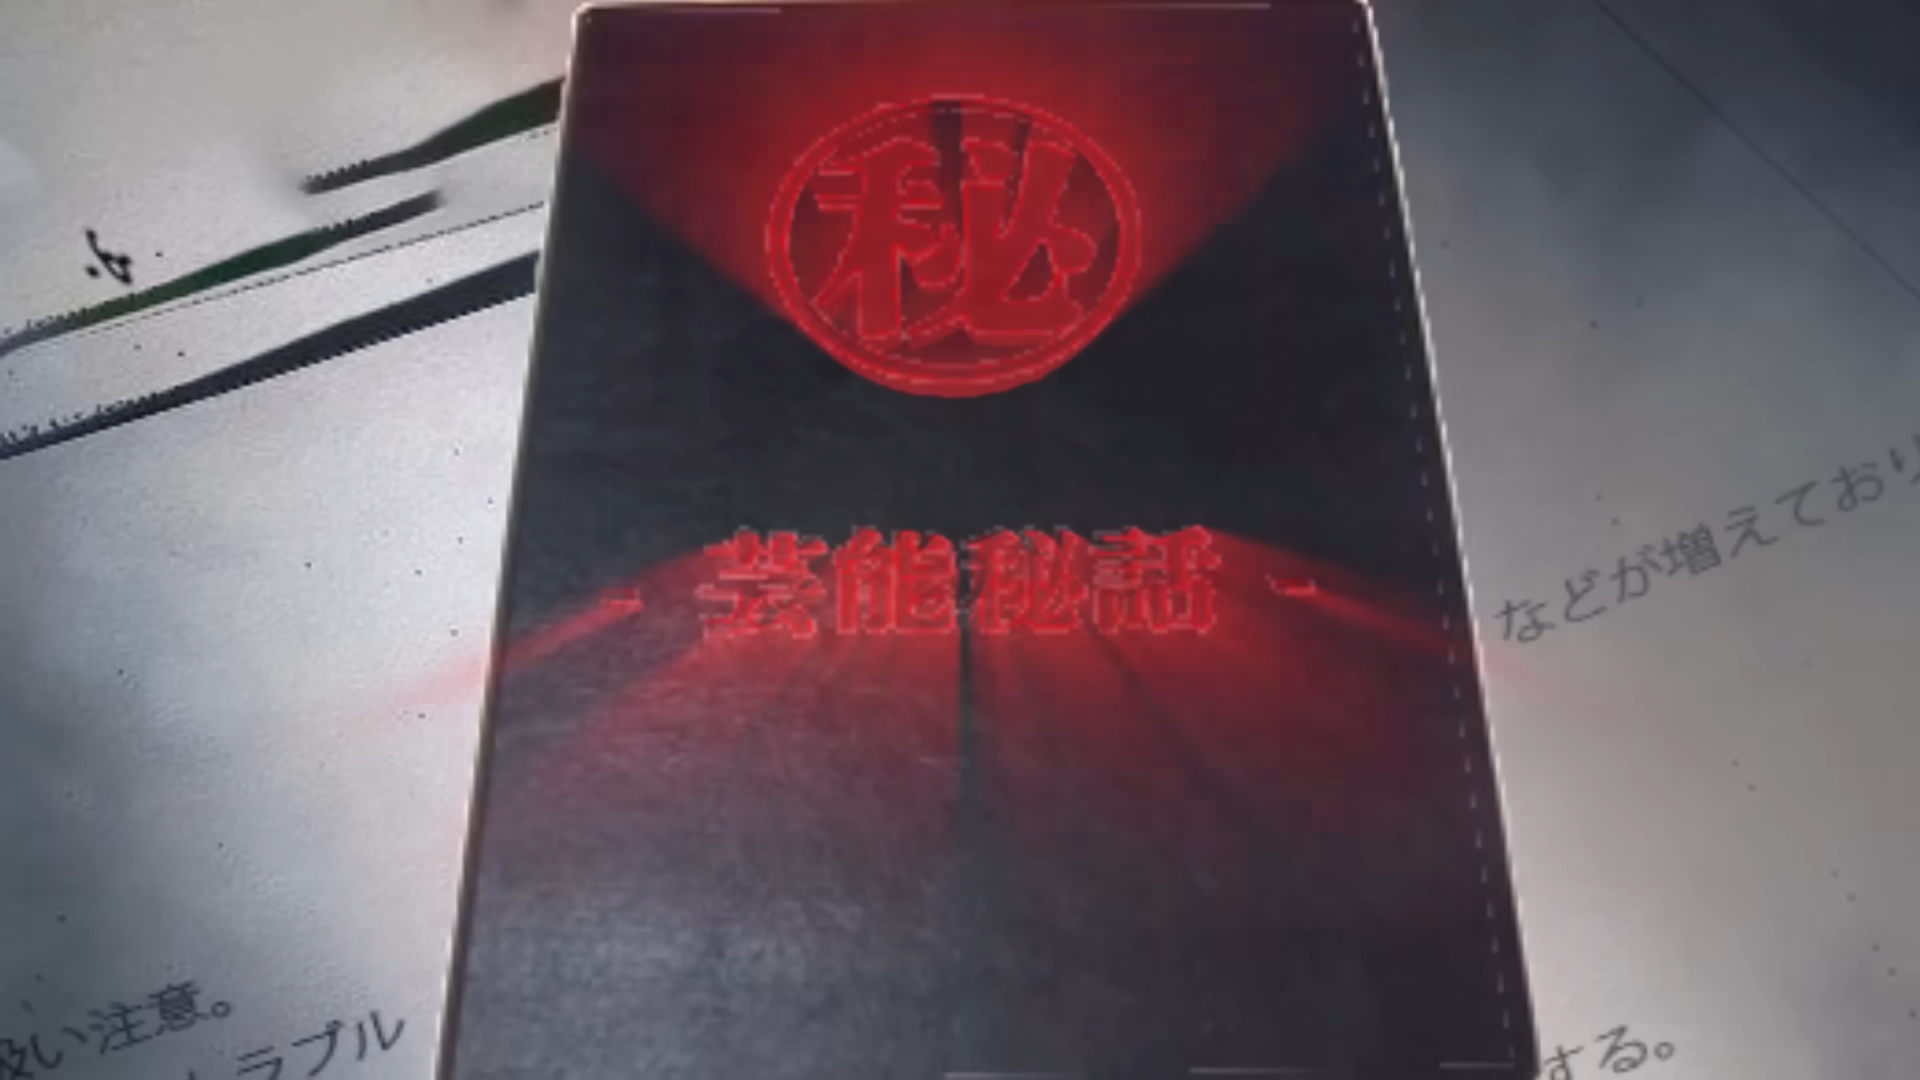 秘
- 芸能秘話 -
などが増えており
扱い注意。
トラブル
する。